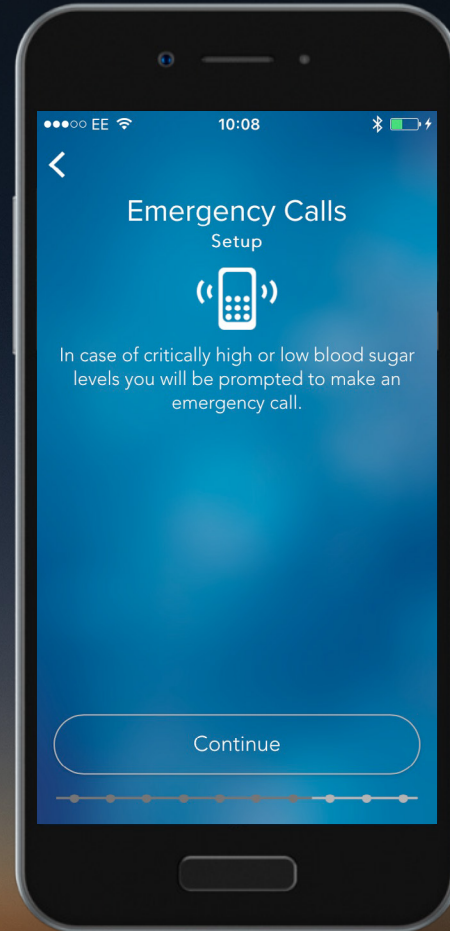 ●●●○○ EE 10:08
Emergency Calls
Setup
In case of critically high or low blood sugar
levels you will be prompted to make an
emergency call.
Continue